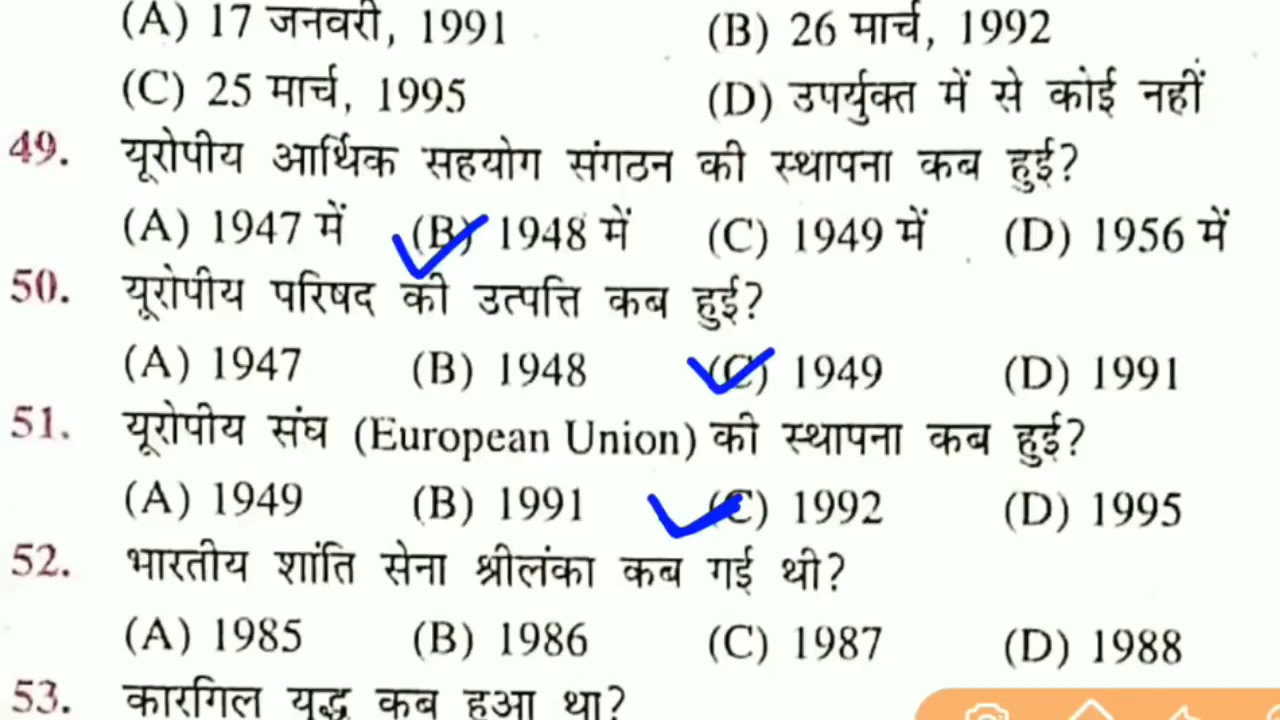 (A) 17 जनवरी, 1991 (B) 26 मार्च, 1992
(C) 25 मार्च, 1995 (D) उपर्युक्त में से कोई नहीं
49. यूरोपीय आर्थिक सहयोग संगठन की स्थापना कब हुई?
(A) 1947 में (B) 1948 में (C) 1949 में (D) 1956 में
50. यूरोपीय परिषद की उत्पत्ति कब हुई?
(A) 1947 (B) 1948 (C) 1949 (D) 1991
51. यूरोपीय संघ (European Union) की स्थापना कब हुई?
(A) 1949 (B) 1991 (C) 1992 (D) 1995
52. भारतीय शांति सेना श्रीलंका कब गई थी?
(A) 1985 (B) 1986 (C) 1987 (D) 1988
53. कारगिल युद्ध कब हुआ था?